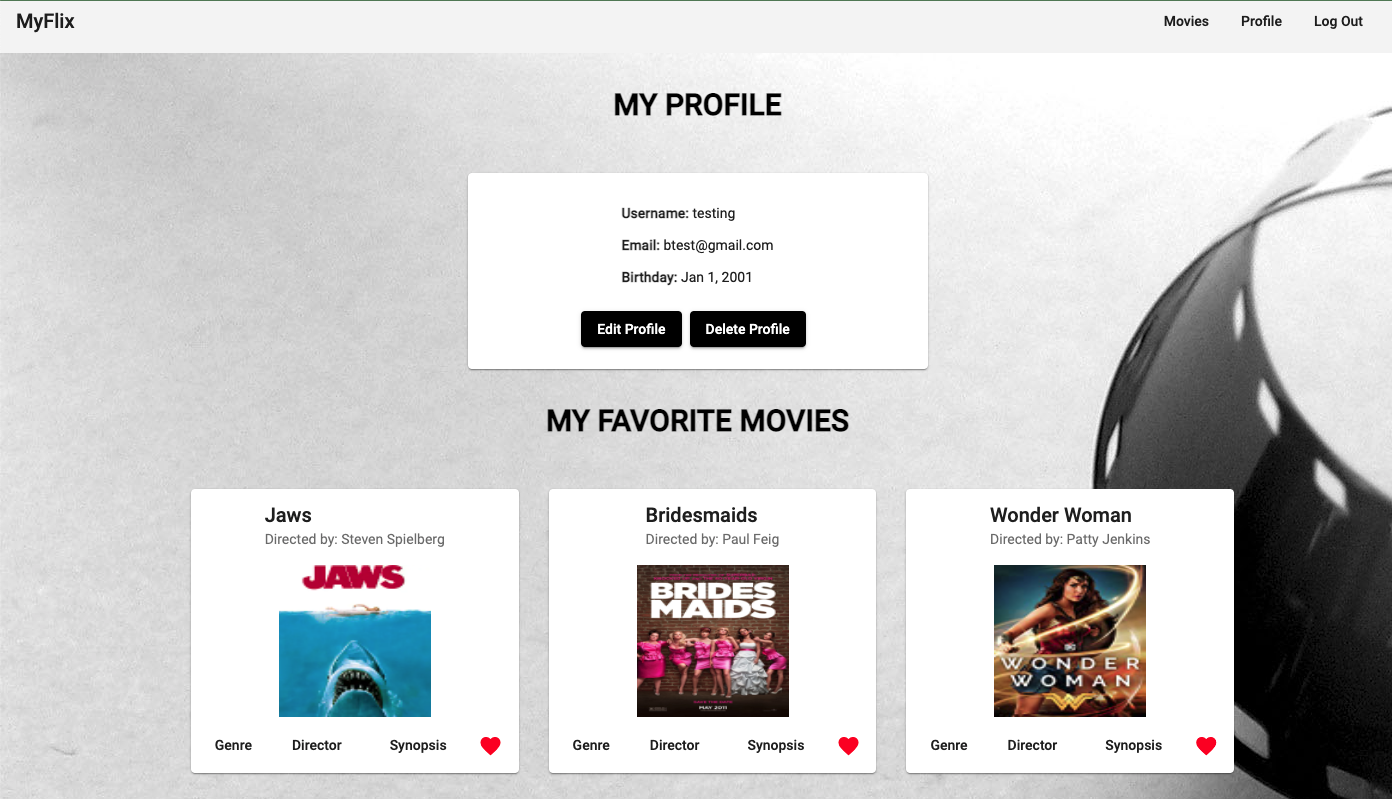 MyFlix
Movies Profile Log Out
MY PROFILE
Username: testing
Email: btest@gmail.com
Birthday: Jan 1, 2001
Edit Profile Delete Profile
MY FAVORITE MOVIES
Jaws
Directed by: Steven Spielberg
JAWS
Genre Director Synopsis
Bridesmaids
Directed by: Paul Feig
BRIDES
MAIDS
MAY 2011
Genre Director Synopsis
Wonder Woman
Directed by: Patty Jenkins
WONDER
WOMAN
Genre Director Synopsis